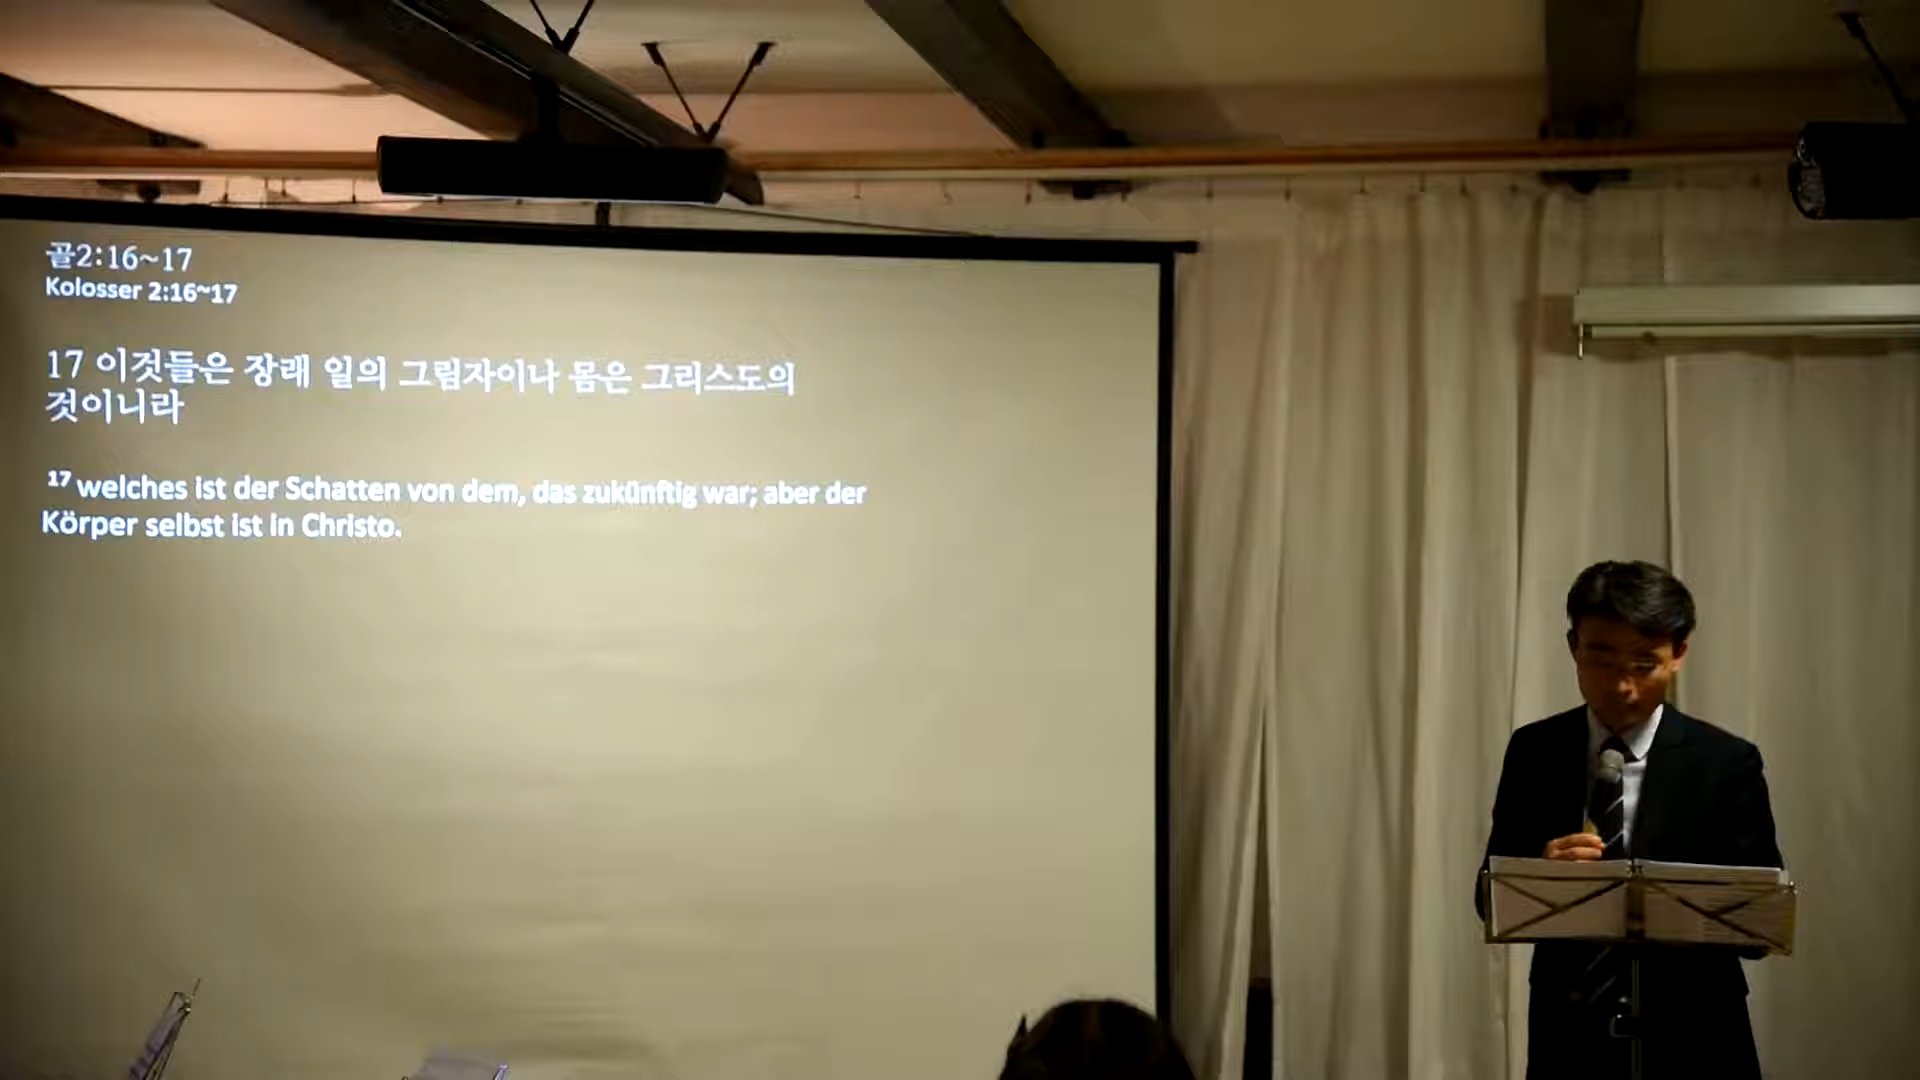 골2:16~17
Kolosser 2:16~17
17 이것들은 장래 일의 그림자이나 몸은 그리스도의
것이니라
17 welches ist der Schatten von dem, das zukünftig war; aber der
Körper selbst ist in Christo.